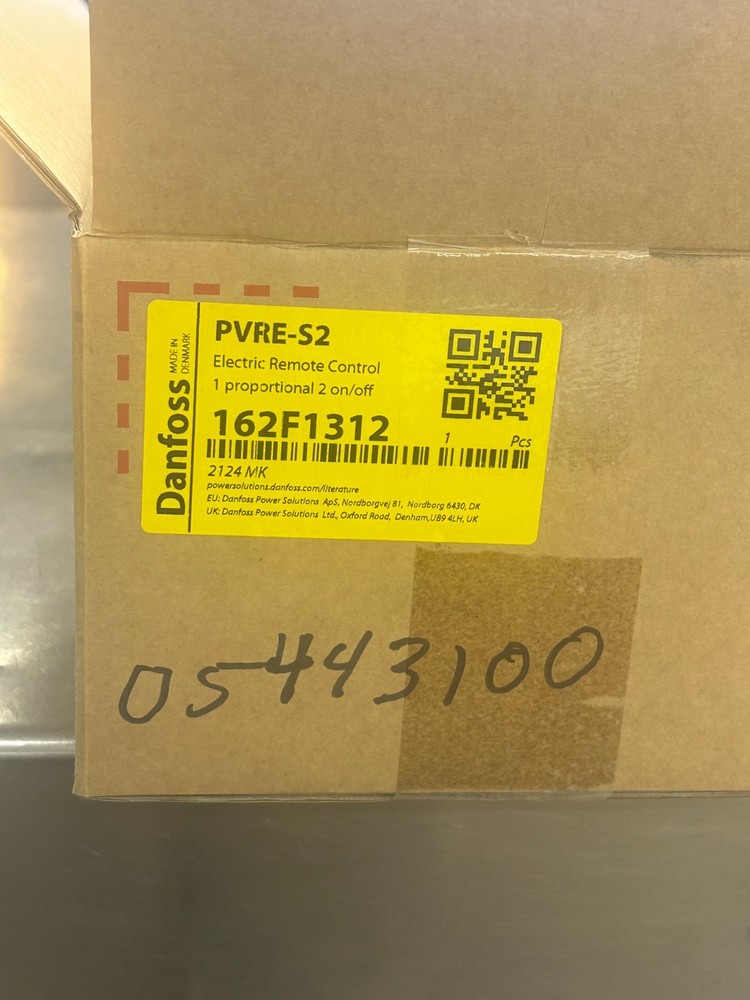 Danfoss
MADE IN
DENMARK
PVRE-S2
Electric Remote Control
1 proportional 2 on/off
162F1312
1 Pcs
2124 MK
powersolutions.danfoss.com/literature
EU: Danfoss Power Solutions ApS, Nordborgvej 81, Nordborg 6430, DK
UK: Danfoss Power Solutions Ltd., Oxford Road, Denham,UB9 4LH, UK
05443100